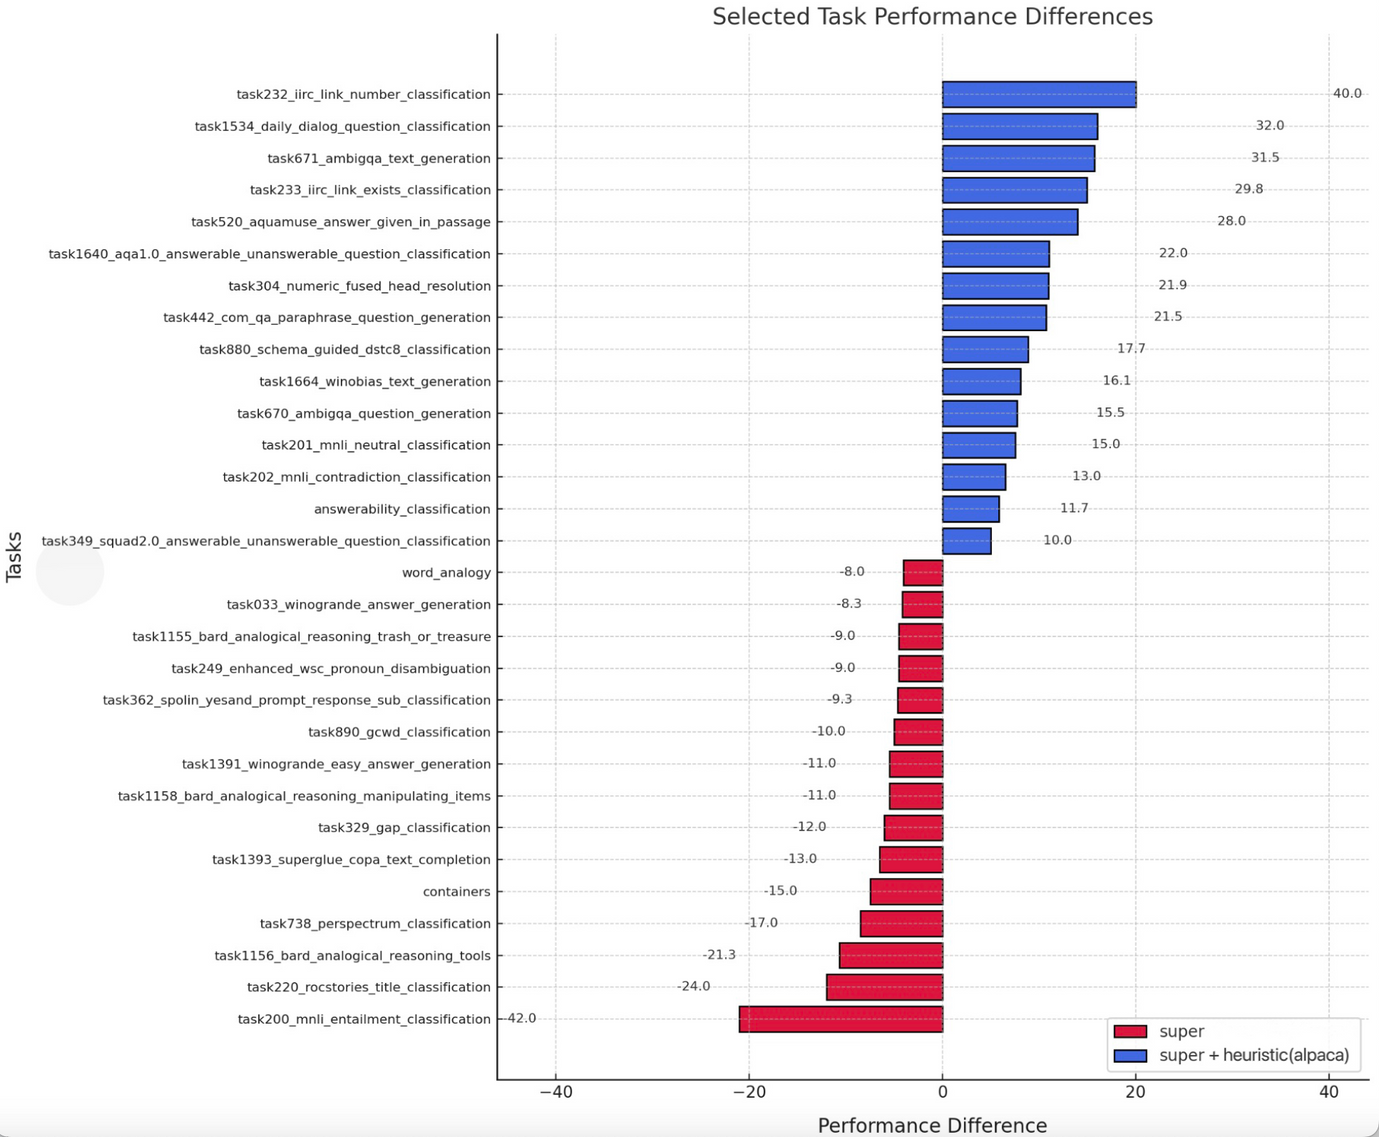 Selected Task Performance Differences
task232_iirc_link_number_classification 40.0
task1534_daily_dialog_question_classification 32.0
task671_ambigqa_text_generation 31.5
task233_iirc_link_exists_classification 29.8
task520_aquamuse_answer_given_in_passage 28.0
task1640_aqa1.0_answerable_unanswerable_question_classification 22.0
task304_numeric_fused_head_resolution 21.9
task442_com_qa_paraphrase_question_generation 21.5
task880_schema_guided_dstc8_classification 17.7
task1664_winobias_text_generation 16.1
task670_ambigqa_question_generation 15.5
task201_mnli_neutral_classification 15.0
task202_mnli_contradiction_classification 13.0
answerability_classification 11.7
task349_squad2.0_answerable_unanswerable_question_classification 10.0
Tasks
word_analogy -8.0
task033_winogrande_answer_generation -8.3
task1155_bard_analogical_reasoning_trash_or_treasure -9.0
task249_enhanced_wsc_pronoun_disambiguation -9.0
task362_spolin_yesand_prompt_response_sub_classification -9.3
task890_gcwd_classification -10.0
task1391_winogrande_easy_answer_generation -11.0
task1158_bard_analogical_reasoning_manipulating_items -11.0
task329_gap_classification -12.0
task1393_superglue_copa_text_completion -13.0
containers -15.0
task738_perspectrum_classification -17.0
task1156_bard_analogical_reasoning_tools -21.3
task220_rocstories_title_classification -24.0
task200_mnli_entailment_classification -42.0
super
super + heuristic(alpaca)
−40 −20 0 20 40
Performance Difference